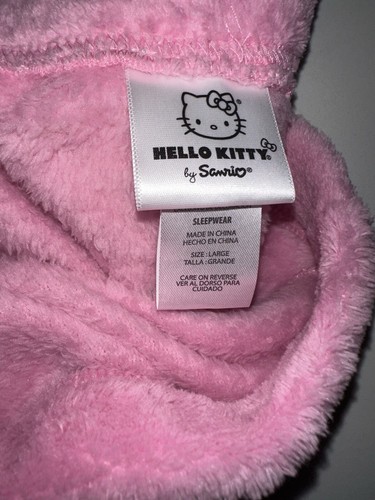 HELLO KITTY®
by Sanrio®
SLEEPWEAR
MADE IN CHINA
HECHO EN CHINA
SIZE : LARGE
TALLA : GRANDE
CARE ON REVERSE
VER AL DORSO PARA
CUIDADO